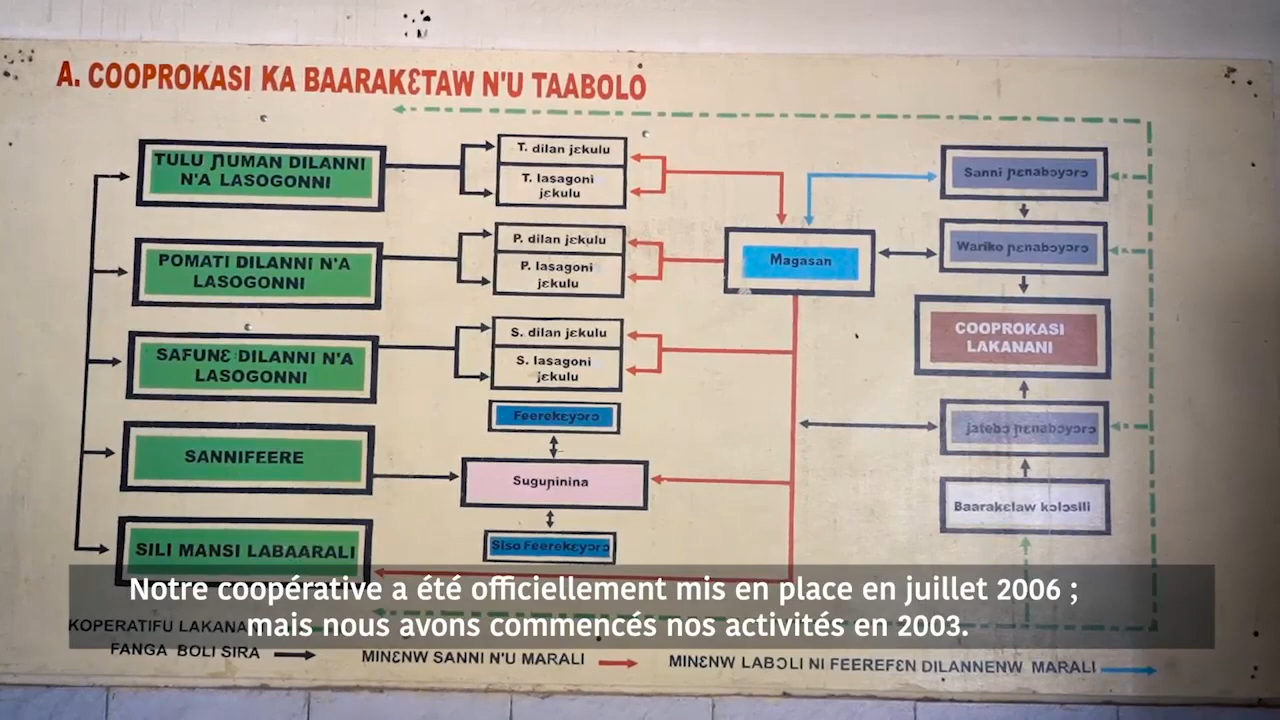 A. COOPROKASI KA BAARAKƐTAW N'U TAABOLO
TULU ɲUMAN DILANNI
N'A LASOGONNI
T. dilan jɛkulu
T. lasagoni
jɛkulu
Sanni ɲɛnabɔyɔrɔ
POMATI DILANNI N'A
LASOGONNI
P. dilan jɛkulu
P. lasagoni
jɛkulu
Magasan
Wariko ɲɛnabɔyɔrɔ
SAFUNƐ DILANNI N'A
LASOGONNI
S. dilan jɛkulu
S. lasagoni
jɛkulu
COOPROKASI
LAKANANI
Feerekɛyɔrɔ
jatebɔ ɲɛnabɔyɔrɔ
SANNIFEERE
Suguɲinina
Baarakɛlaw kɔlɔsili
SILI MANSI LABAARALI
Siso Feerekɛyɔrɔ
Notre coopérative a été officiellement mis en place en juillet 2006 ;
mais nous avons commencés nos activités en 2003.
KOPERATIFU
FANGA BOLI SIRA
MINƐNW SANNI N'U MARALI
MINƐNW LABƆLI NI FEEREFƐN DILANNENW MARALI